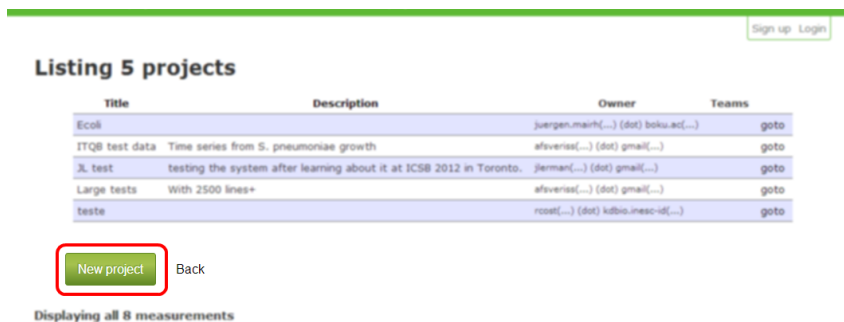 Sign up Login
Listing 5 projects
Title Description Owner Teams
Ecoli juergen.mairh(...) (dot) boku.ac(...) goto
ITQB test data Time series from S. pneumoniae growth afsveriss(...) (dot) gmail(...) goto
JL test testing the system after learning about it at ICSB 2012 in Toronto. jlerman(...) (dot) gmail(...) goto
Large tests With 2500 lines+ afsveriss(...) (dot) gmail(...) goto
teste rcost(...) (dot) kdbio.inesc-id(...) goto
New project Back
Displaying all 8 measurements